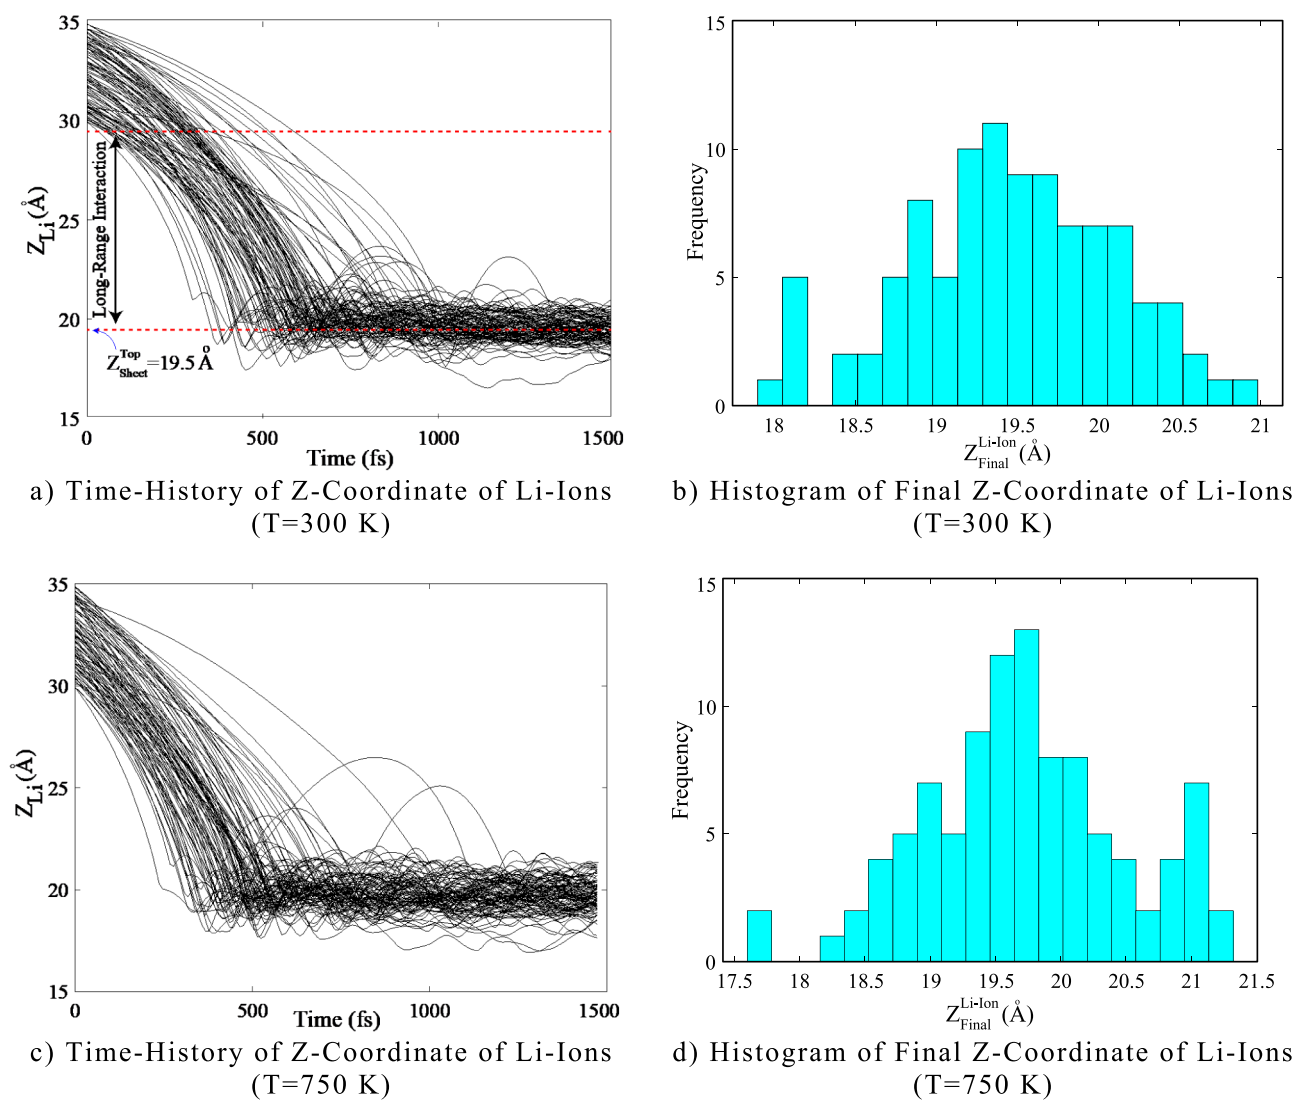 35
30
25
20
15
Z_Li(Å)
Long-Range Interaction
Z^Top_Sheet=19.5 Å
0 500 1000 1500
Time (fs)
a) Time-History of Z-Coordinate of Li-Ions
(T=300 K)
15
10
5
0
Frequency
18 18.5 19 19.5 20 20.5 21
Z^Li-Ion_Final (Å)
b) Histogram of Final Z-Coordinate of Li-Ions
(T=300 K)
35
30
25
20
15
Z_Li(Å)
0 500 1000 1500
Time (fs)
c) Time-History of Z-Coordinate of Li-Ions
(T=750 K)
15
10
5
0
Frequency
17.5 18 18.5 19 19.5 20 20.5 21 21.5
Z^Li-Ion_Final (Å)
d) Histogram of Final Z-Coordinate of Li-Ions
(T=750 K)